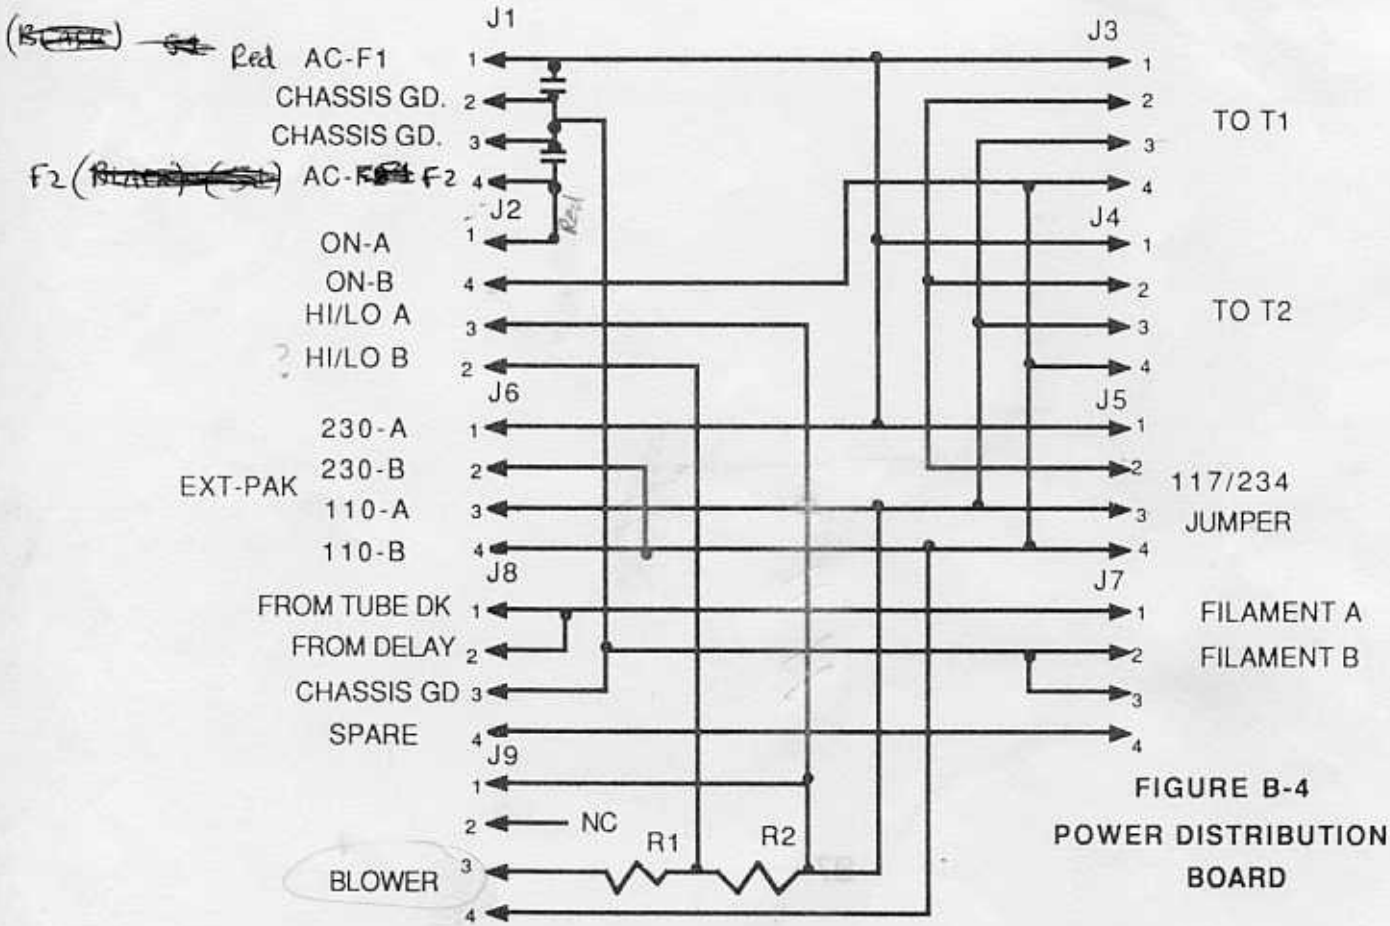 J1
Red AC-F1 1
CHASSIS GD. 2
CHASSIS GD. 3
F2 AC- F2 4
J2
Red
ON-A 1
ON-B 4
HI/LO A 3
? HI/LO B 2
J6
230-A 1
EXT-PAK 230-B 2
110-A 3
110-B 4
J8
FROM TUBE DK 1
FROM DELAY 2
CHASSIS GD 3
SPARE 4
J9
1
2 NC
R1 R2
BLOWER 3
4
J3
1
2
TO T1
3
4
J4
1
2
TO T2
3
4
J5
1
2
117/234
3 JUMPER
4
J7
1 FILAMENT A
2 FILAMENT B
3
4
FIGURE B-4
POWER DISTRIBUTION
BOARD